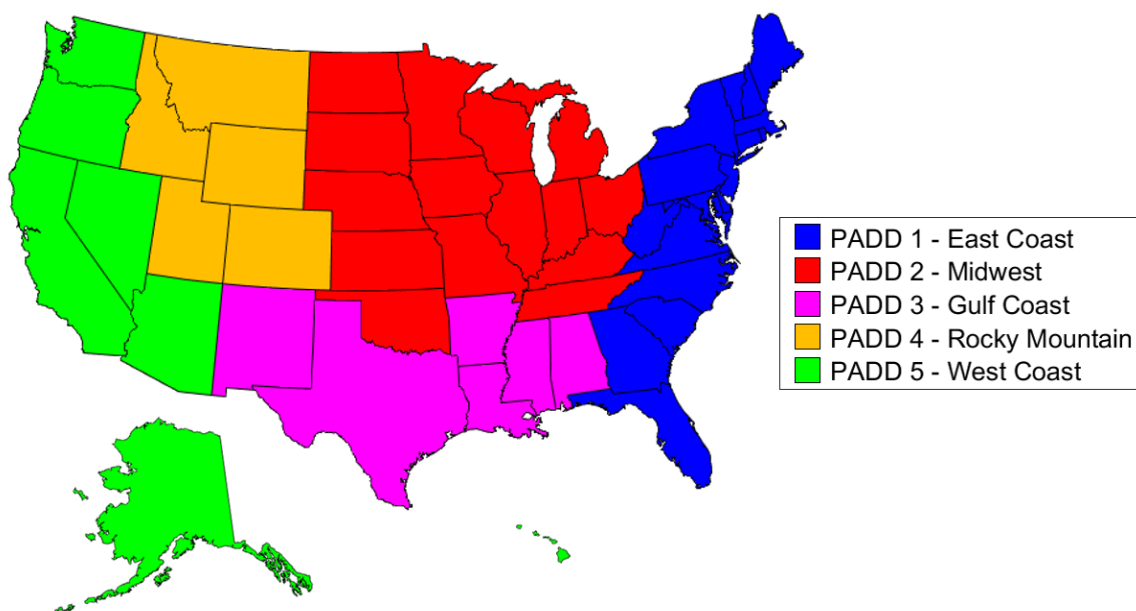 PADD 1 - East Coast
PADD 2 - Midwest
PADD 3 - Gulf Coast
PADD 4 - Rocky Mountain
PADD 5 - West Coast